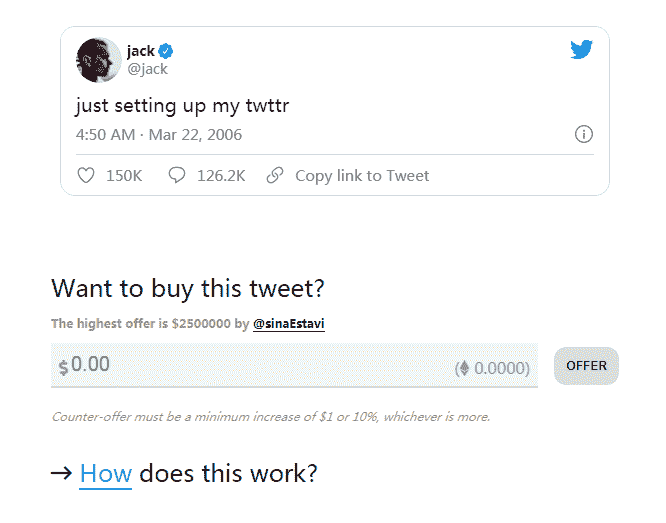 jack
@jack
just setting up my twttr
4:50 AM · Mar 22, 2006
150K 126.2K Copy link to Tweet
Want to buy this tweet?
The highest offer is $2500000 by @sinaEstavi
$0.00 (♦ 0.0000) OFFER
Counter-offer must be a minimum increase of $1 or 10%, whichever is more.
→ How does this work?